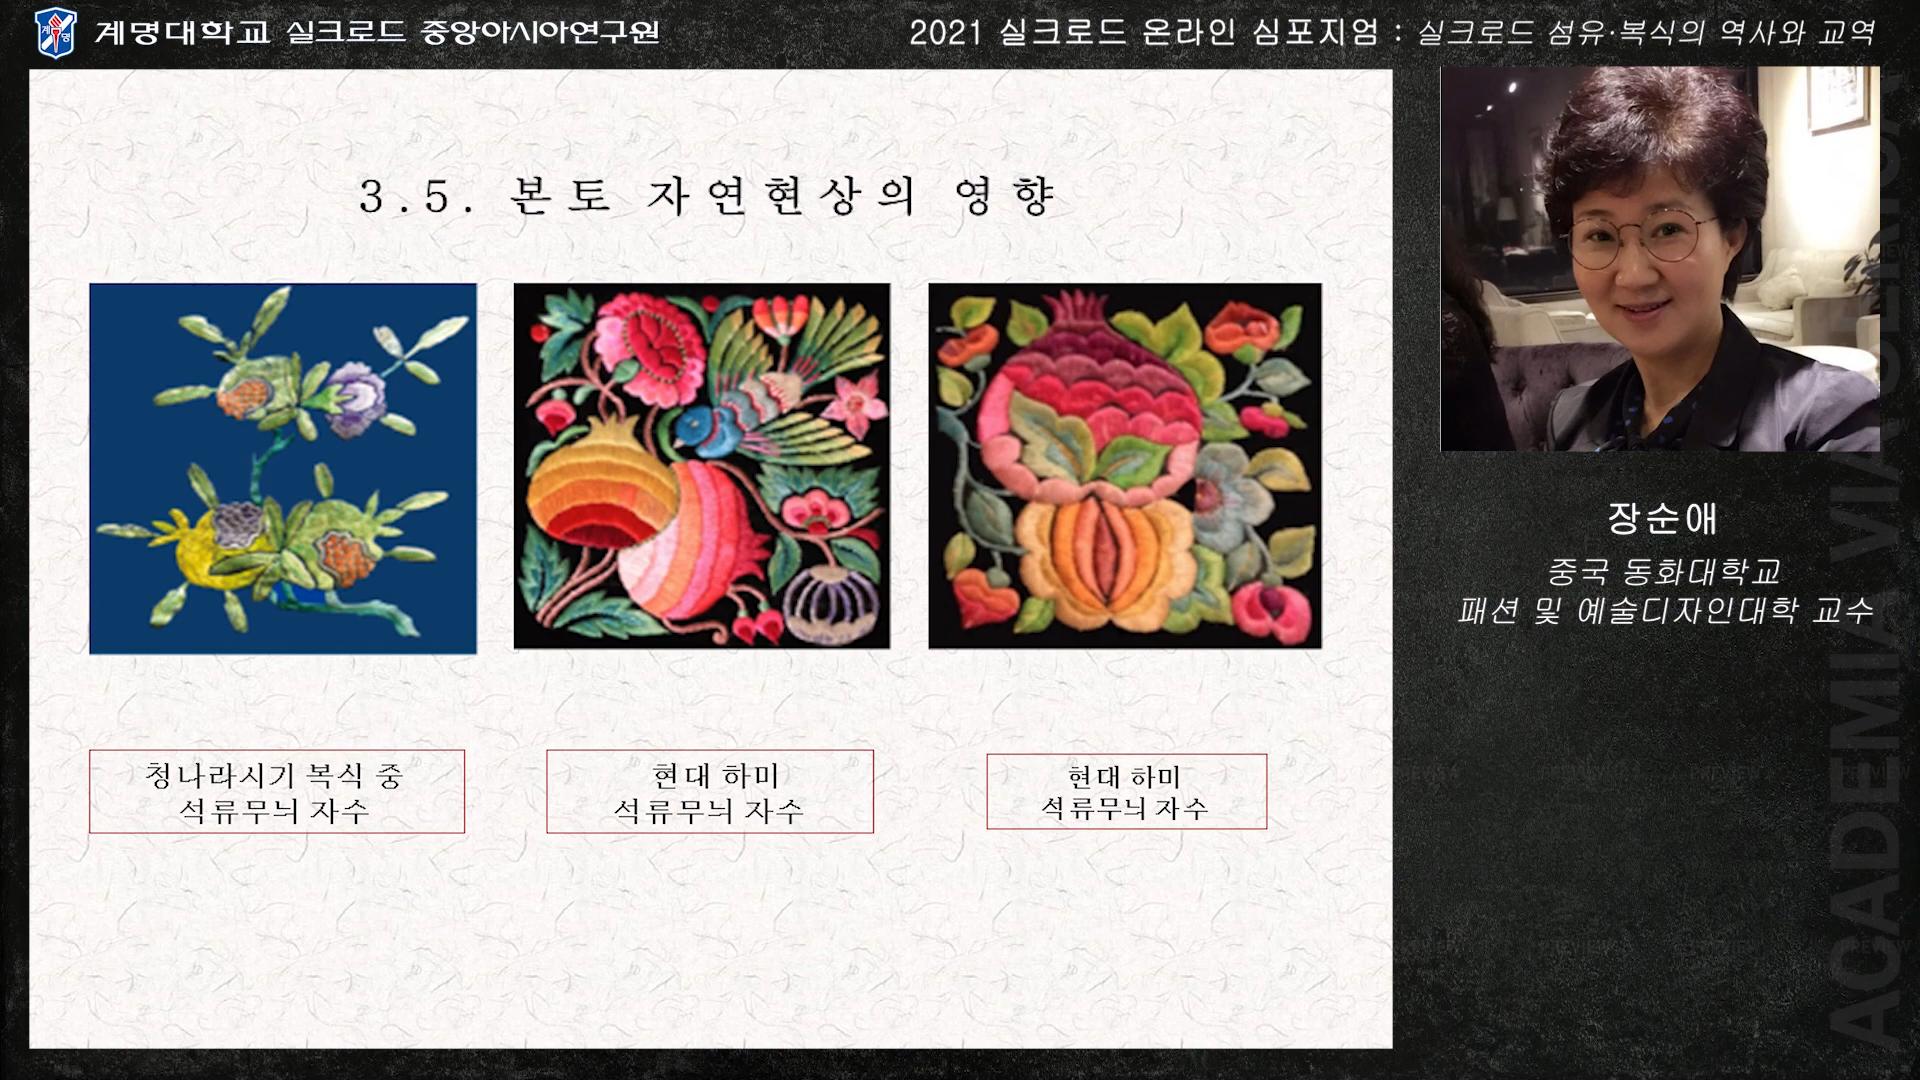 계명대학교 실크로드 중앙아시아연구원
2021 실크로드 온라인 심포지엄 : 실크로드 섬유·복식의 역사와 교역
3.5. 본토 자연현상의 영향
청나라시기 복식 중
석류무늬 자수
현대 하미
석류무늬 자수
현대 하미
석류무늬 자수
장순애
중국 동화대학교
패션 및 예술디자인대학 교수
ACADEMIA VIA
PREVIEW